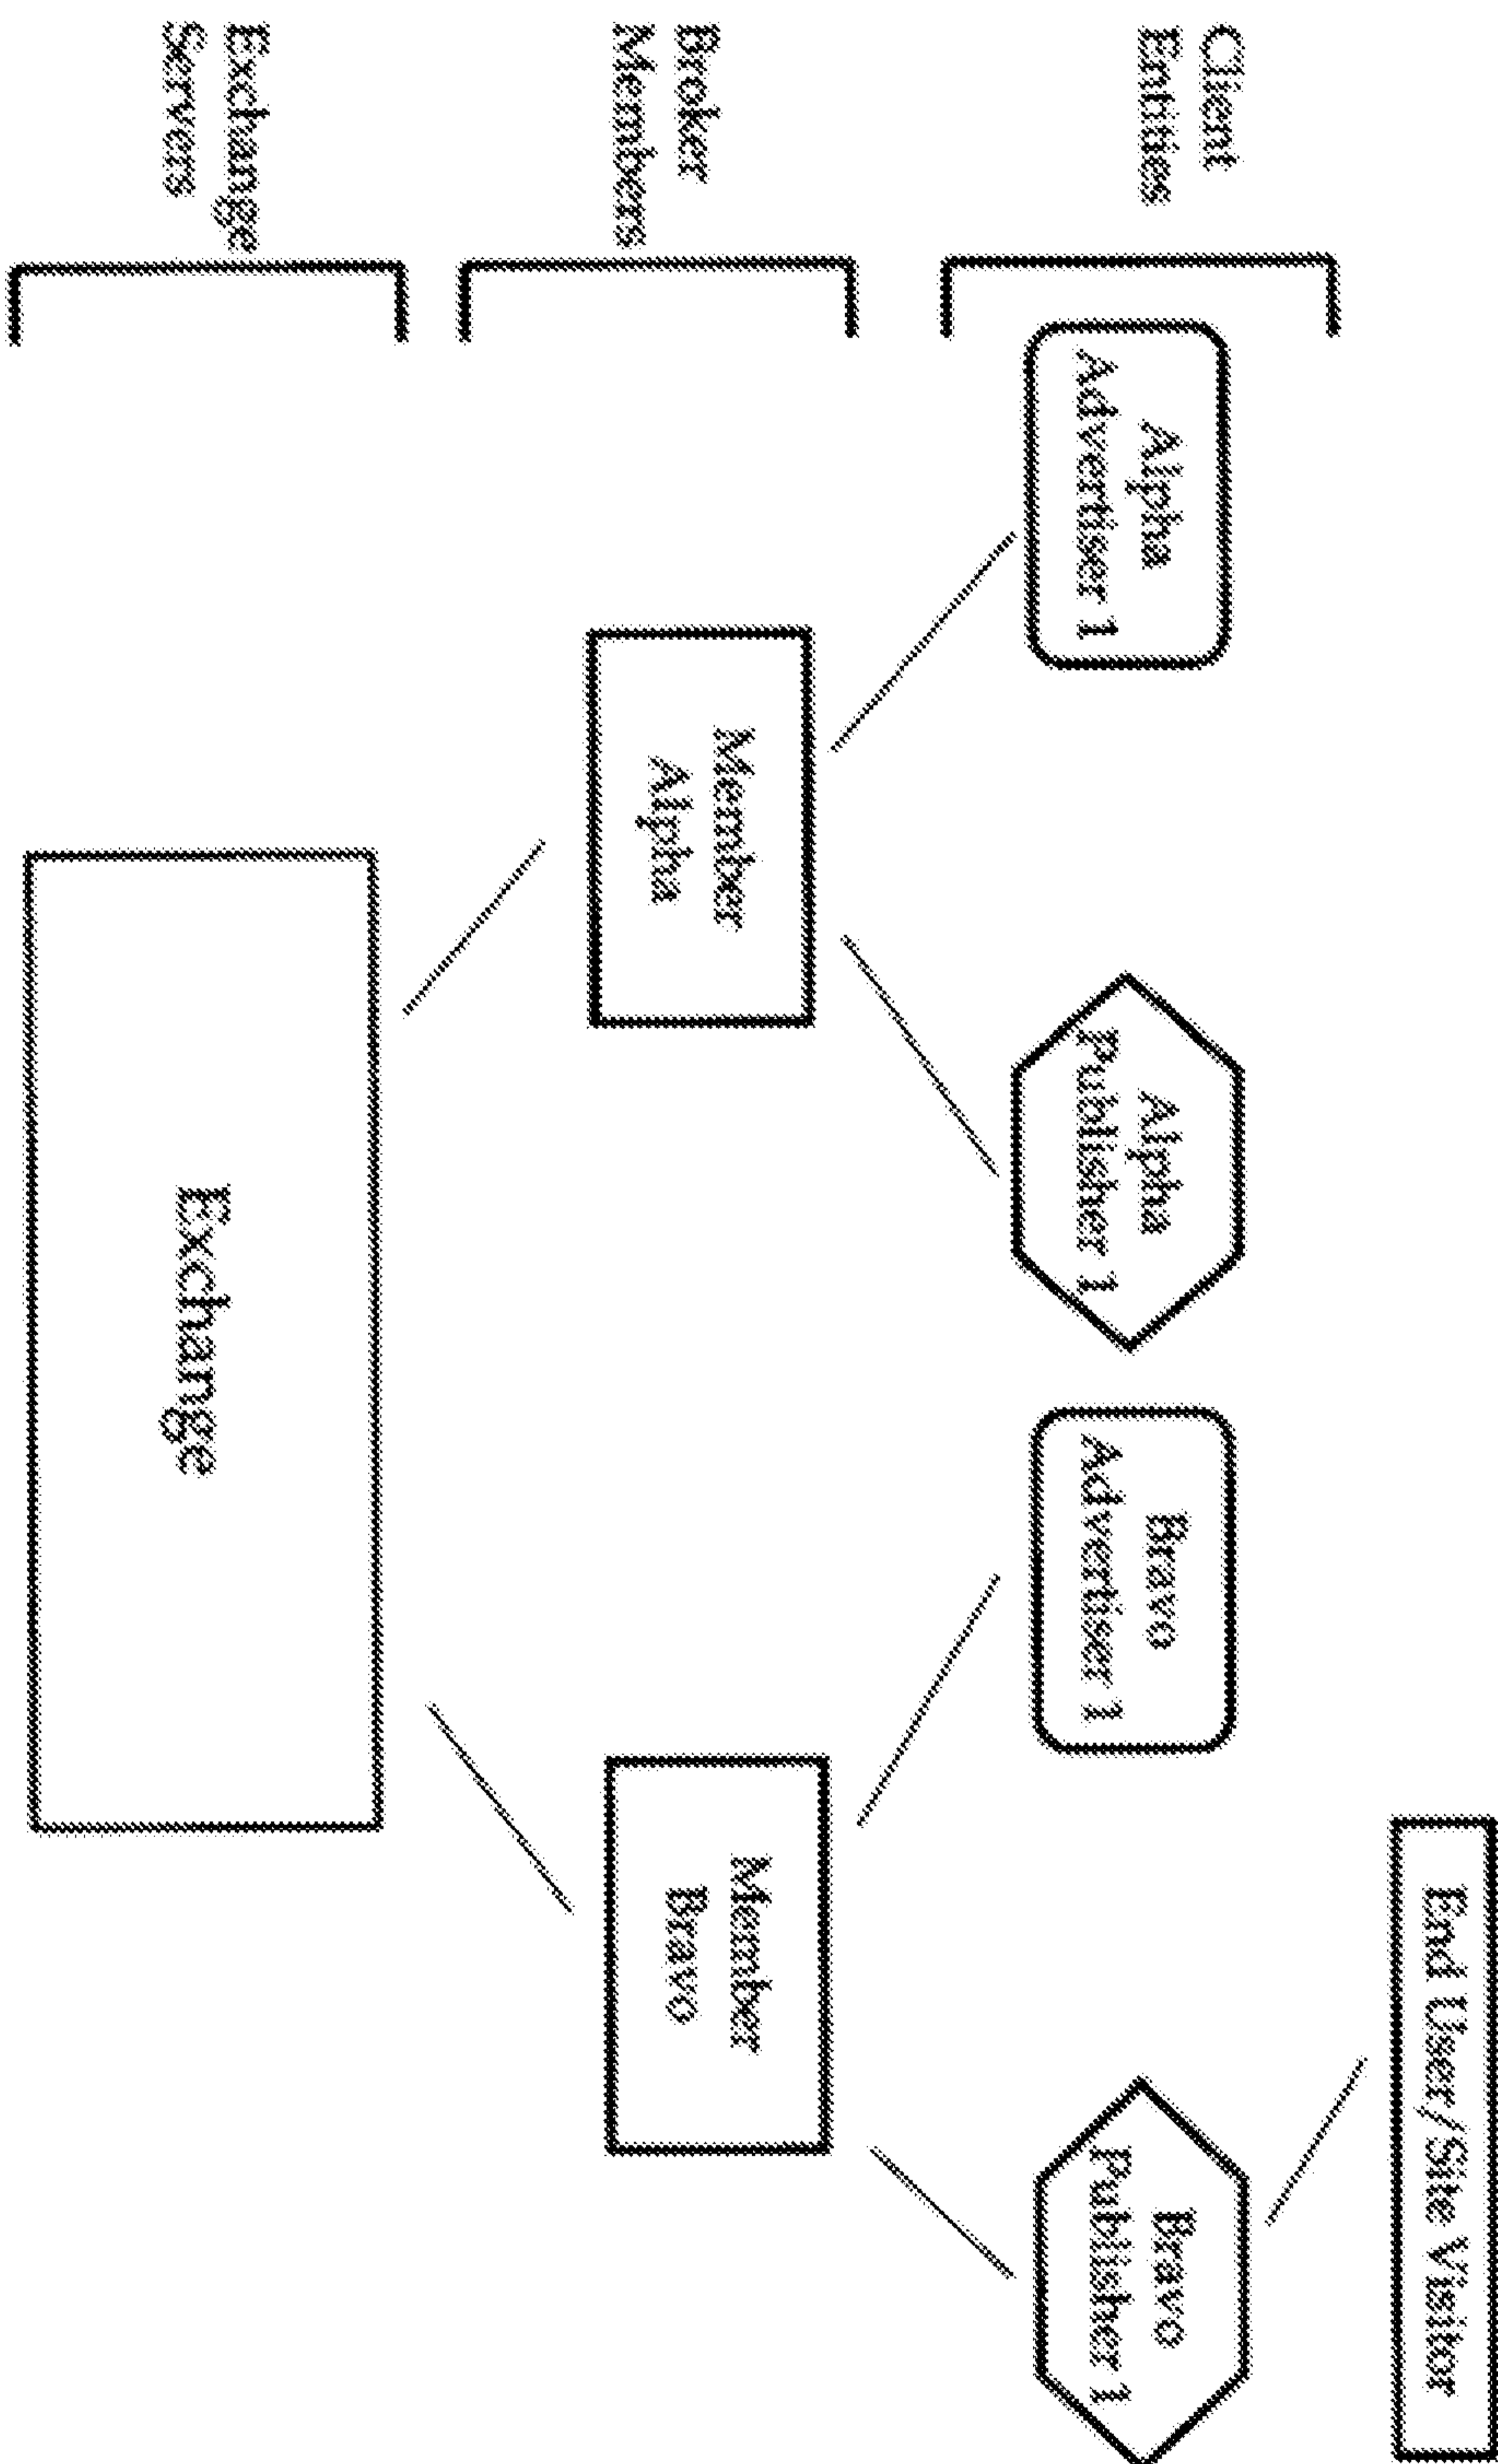 End User/Site Visitor
Client
Entities
Alpha
Advertiser 1
Alpha
Publisher 1
Bravo
Advertiser 1
Bravo
Publisher 1
Broker
Members
Member
Alpha
Member
Bravo
Exchange
Servers
Exchange